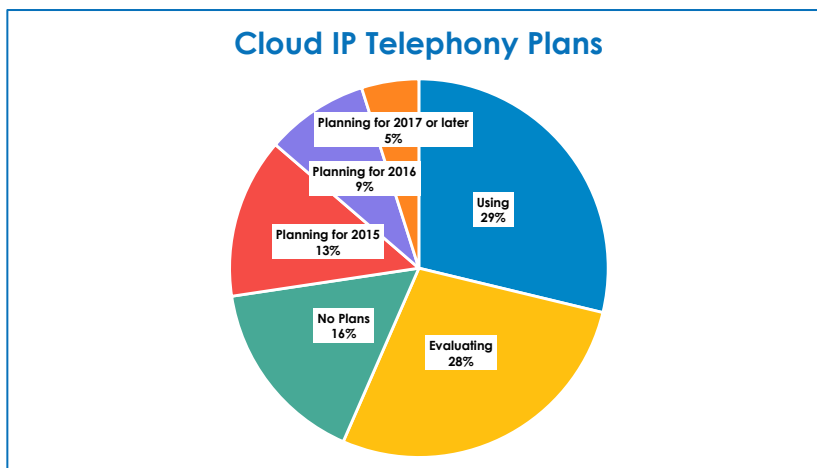 Cloud IP Telephony Plans
Planning for 2017 or later
5%
Planning for 2016
9%
Using
29%
Planning for 2015
13%
No Plans
16%
Evaluating
28%